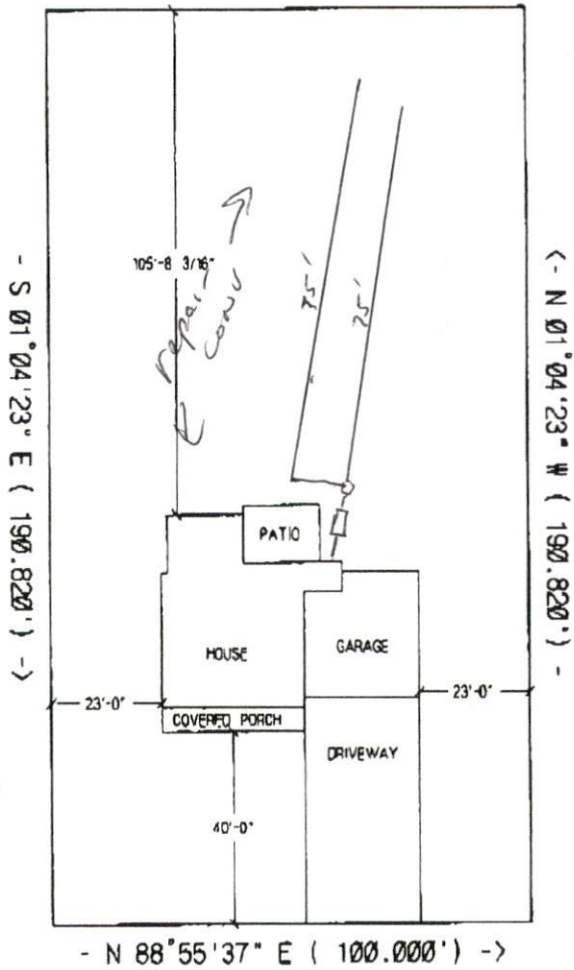 105'-8 3/16"
repair
conv
75'
75'
<- N 01°04'23" W ( 190.820' ) -
- S 01°04'23" E ( 190.820' ) ->
PATIO
HOUSE
GARAGE
23'-0"
23'-0"
COVERED PORCH
DRIVEWAY
40'-0"
- N 88°55'37" E ( 100.000' ) ->